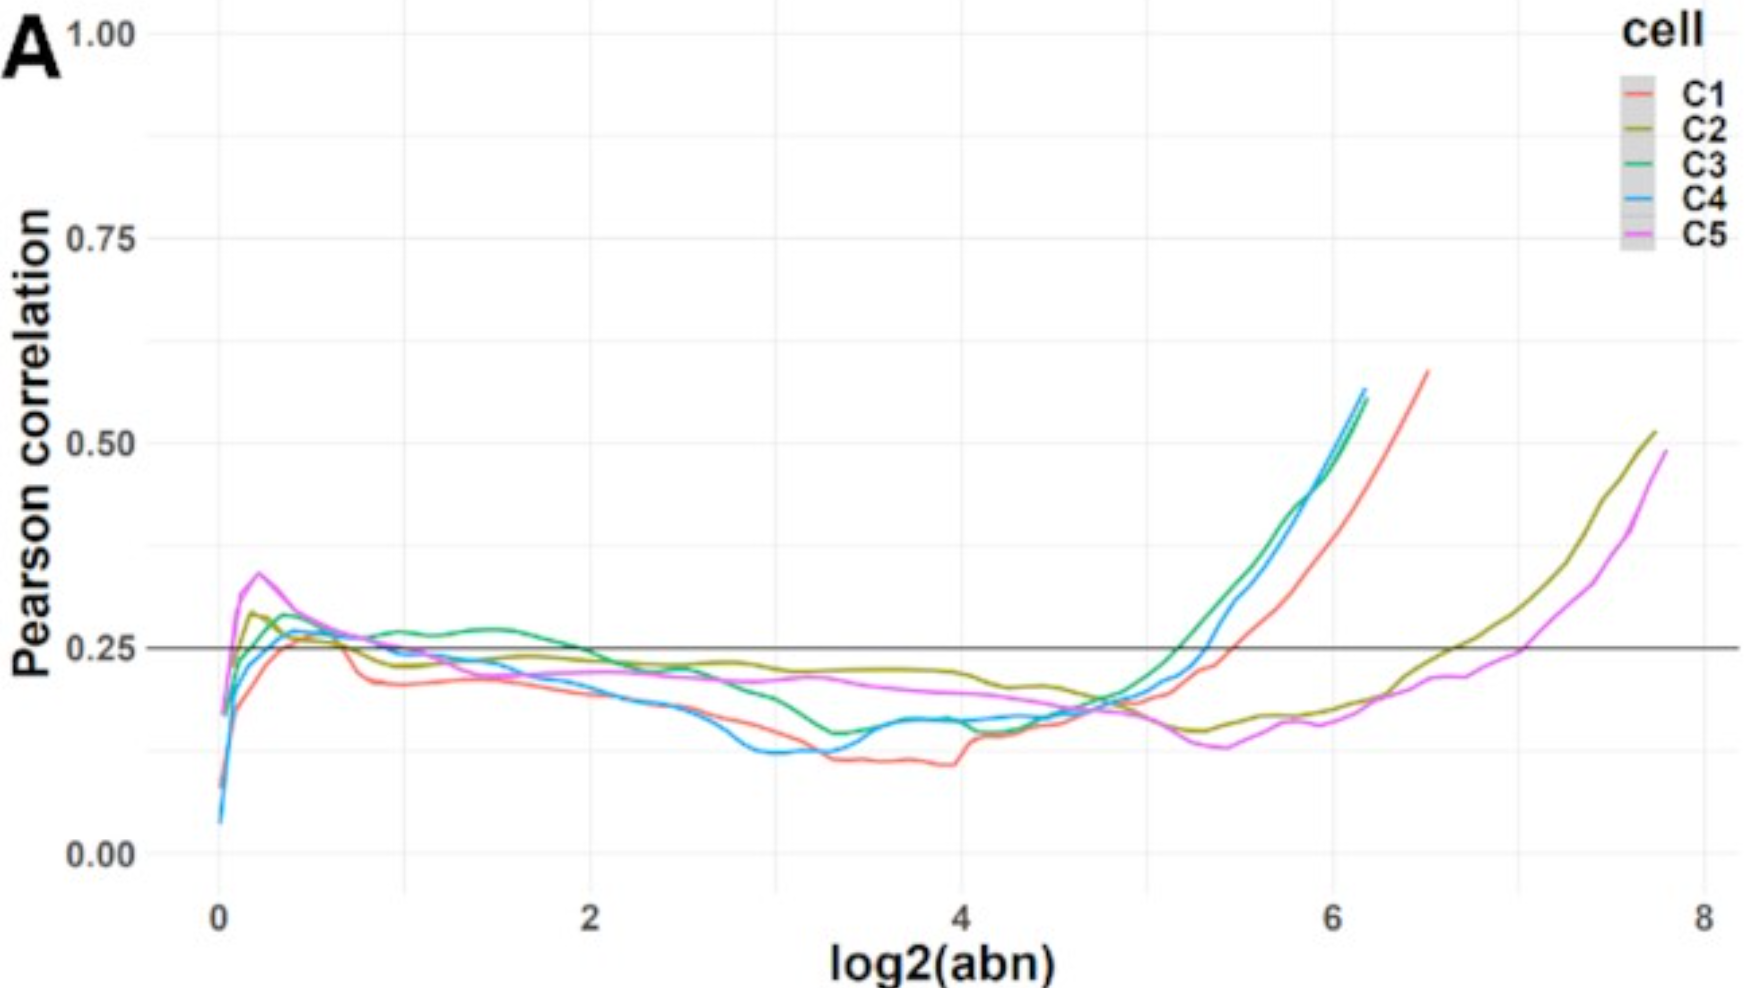 A
1.00
0.75
0.50
0.25
0.00
Pearson correlation
0 2 4 6 8
log2(abn)
cell
C1
C2
C3
C4
C5